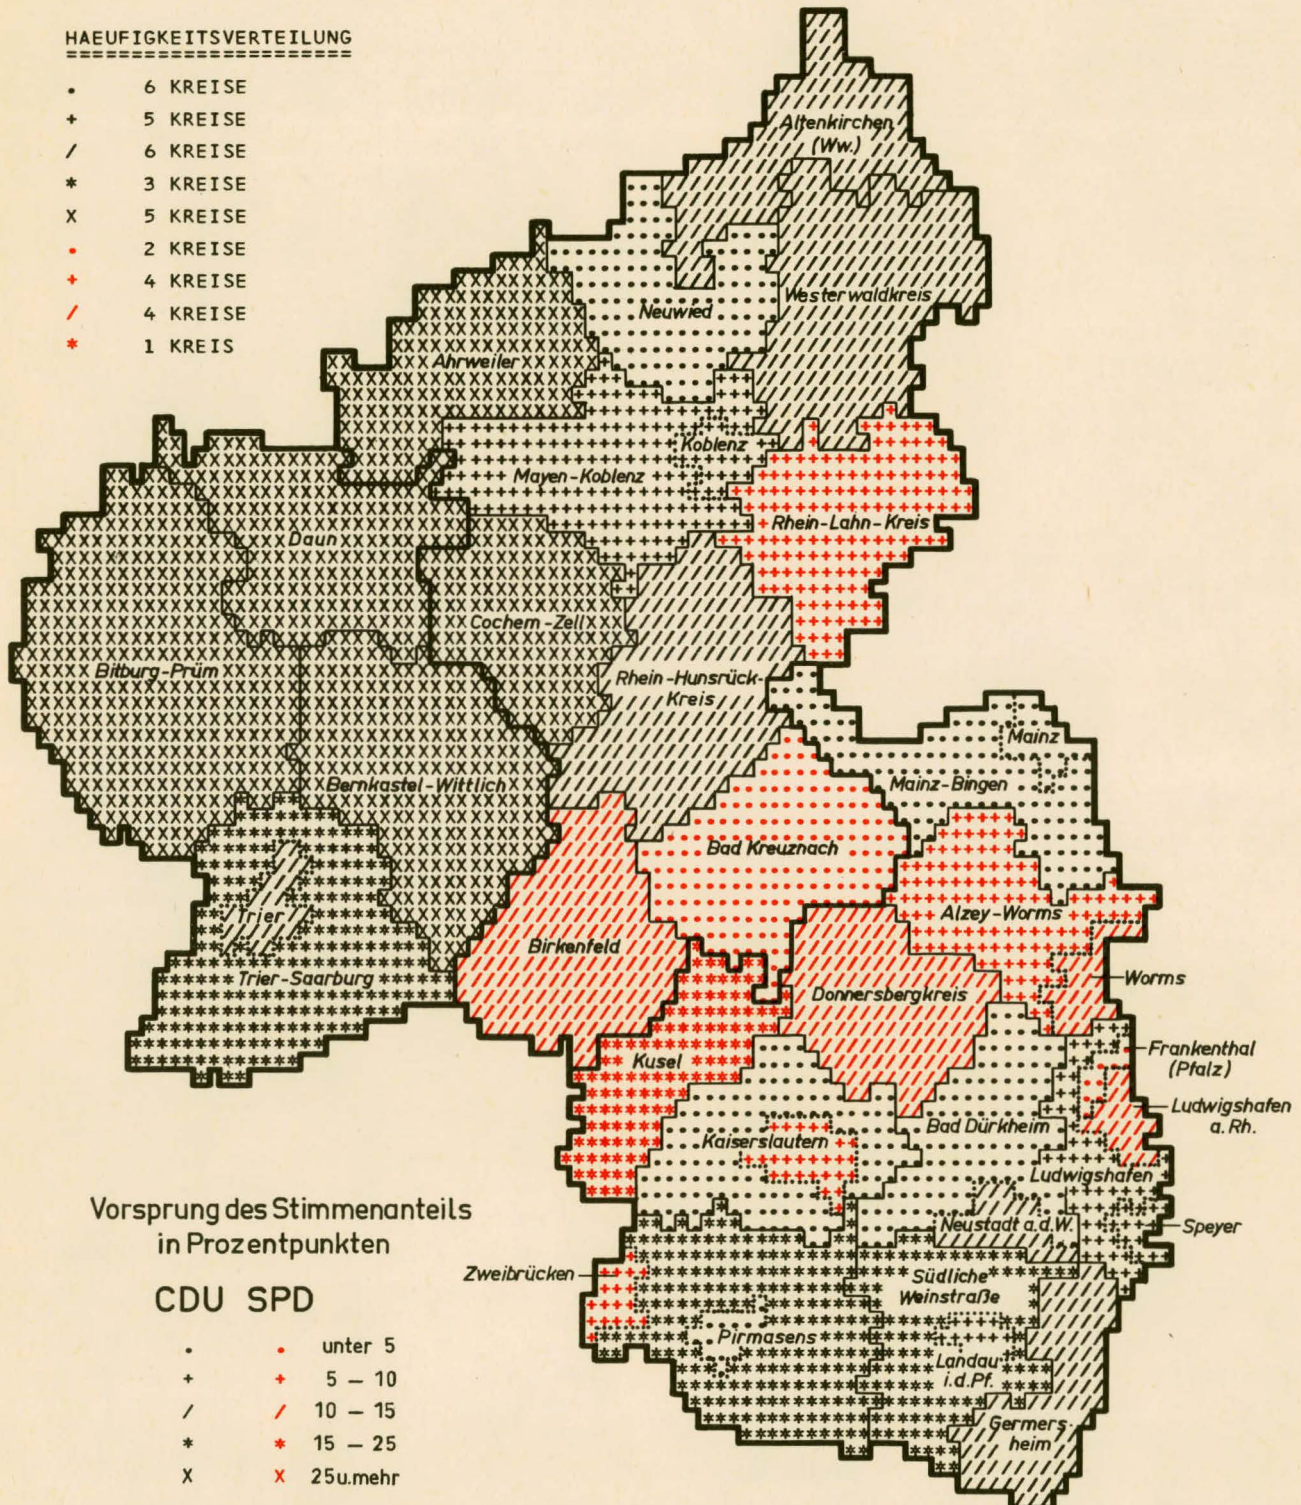 HAEUFIGKEITSVERTEILUNG
======================
. 6 KREISE
+ 5 KREISE
/ 6 KREISE
* 3 KREISE
X 5 KREISE
. 2 KREISE
+ 4 KREISE
/ 4 KREISE
* 1 KREIS
Altenkirchen
(Ww.)
Westerwaldkreis
Neuwied
Ahrweiler
Koblenz
Mayen-Koblenz
Rhein-Lahn-Kreis
Daun
Cochem-Zell
Bitburg-Prüm
Rhein-Hunsrück-
Kreis
Mainz
Mainz-Bingen
Bernkastel-Wittlich
Bad Kreuznach
Alzey-Worms
Trier
Birkenfeld
Trier-Saarburg
Worms
Donnersbergkreis
Kusel
Frankenthal
(Pfalz)
Ludwigshafen
a. Rh.
Bad Dürkheim
Kaiserslautern
Ludwigshafen
Neustadt a.d.W.
Speyer
Zweibrücken
Südliche
Weinstraße
Pirmasens
Landau
i.d.Pf.
Germers-
heim
Vorsprung des Stimmenanteils
in Prozentpunkten
CDU SPD
. . unter 5
+ + 5 — 10
/ / 10 — 15
* * 15 — 25
X X 25 u.mehr